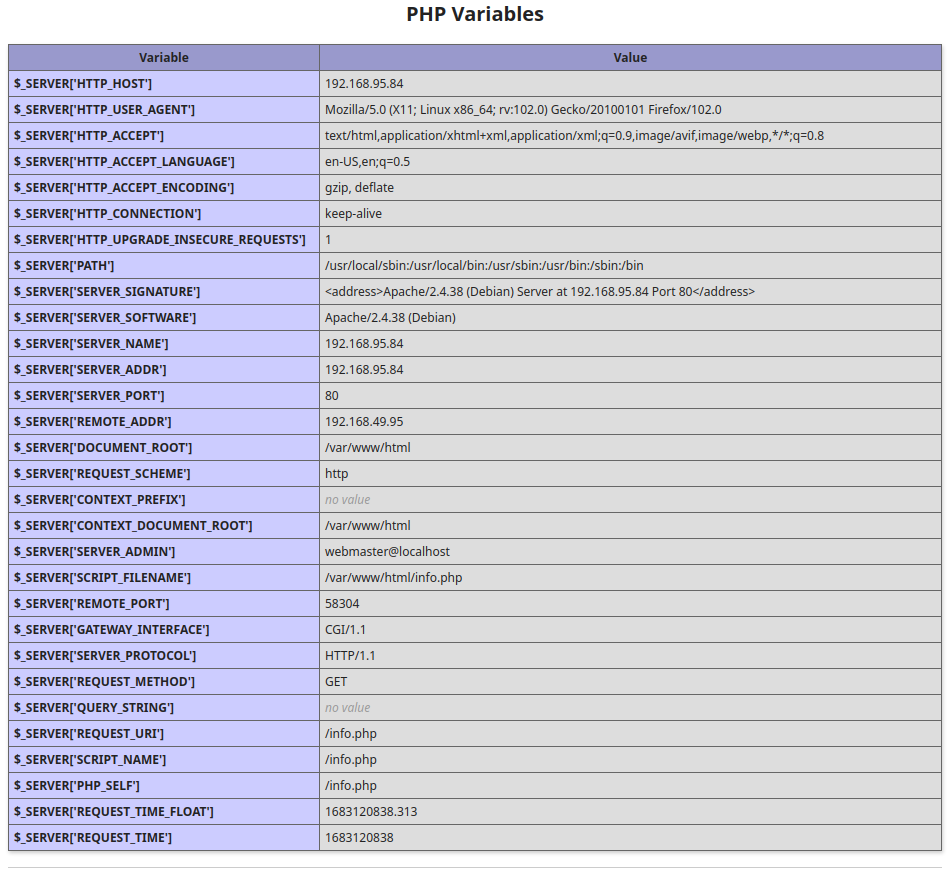 PHP Variables
Variable Value
$_SERVER['HTTP_HOST'] 192.168.95.84
$_SERVER['HTTP_USER_AGENT'] Mozilla/5.0 (X11; Linux x86_64; rv:102.0) Gecko/20100101 Firefox/102.0
$_SERVER['HTTP_ACCEPT'] text/html,application/xhtml+xml,application/xml;q=0.9,image/avif,image/webp,*/*;q=0.8
$_SERVER['HTTP_ACCEPT_LANGUAGE'] en-US,en;q=0.5
$_SERVER['HTTP_ACCEPT_ENCODING'] gzip, deflate
$_SERVER['HTTP_CONNECTION'] keep-alive
$_SERVER['HTTP_UPGRADE_INSECURE_REQUESTS'] 1
$_SERVER['PATH'] /usr/local/sbin:/usr/local/bin:/usr/sbin:/usr/bin:/sbin:/bin
$_SERVER['SERVER_SIGNATURE'] <address>Apache/2.4.38 (Debian) Server at 192.168.95.84 Port 80</address>
$_SERVER['SERVER_SOFTWARE'] Apache/2.4.38 (Debian)
$_SERVER['SERVER_NAME'] 192.168.95.84
$_SERVER['SERVER_ADDR'] 192.168.95.84
$_SERVER['SERVER_PORT'] 80
$_SERVER['REMOTE_ADDR'] 192.168.49.95
$_SERVER['DOCUMENT_ROOT'] /var/www/html
$_SERVER['REQUEST_SCHEME'] http
$_SERVER['CONTEXT_PREFIX'] no value
$_SERVER['CONTEXT_DOCUMENT_ROOT'] /var/www/html
$_SERVER['SERVER_ADMIN'] webmaster@localhost
$_SERVER['SCRIPT_FILENAME'] /var/www/html/info.php
$_SERVER['REMOTE_PORT'] 58304
$_SERVER['GATEWAY_INTERFACE'] CGI/1.1
$_SERVER['SERVER_PROTOCOL'] HTTP/1.1
$_SERVER['REQUEST_METHOD'] GET
$_SERVER['QUERY_STRING'] no value
$_SERVER['REQUEST_URI'] /info.php
$_SERVER['SCRIPT_NAME'] /info.php
$_SERVER['PHP_SELF'] /info.php
$_SERVER['REQUEST_TIME_FLOAT'] 1683120838.313
$_SERVER['REQUEST_TIME'] 1683120838